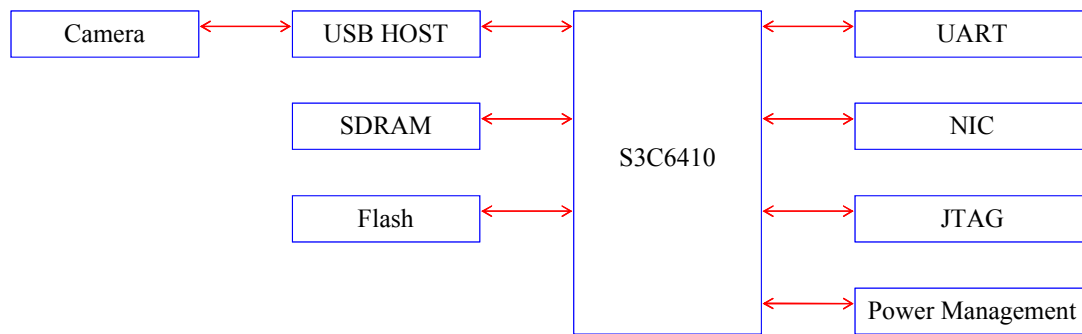 Camera
USB HOST
UART
SDRAM
NIC
S3C6410
Flash
JTAG
Power Management